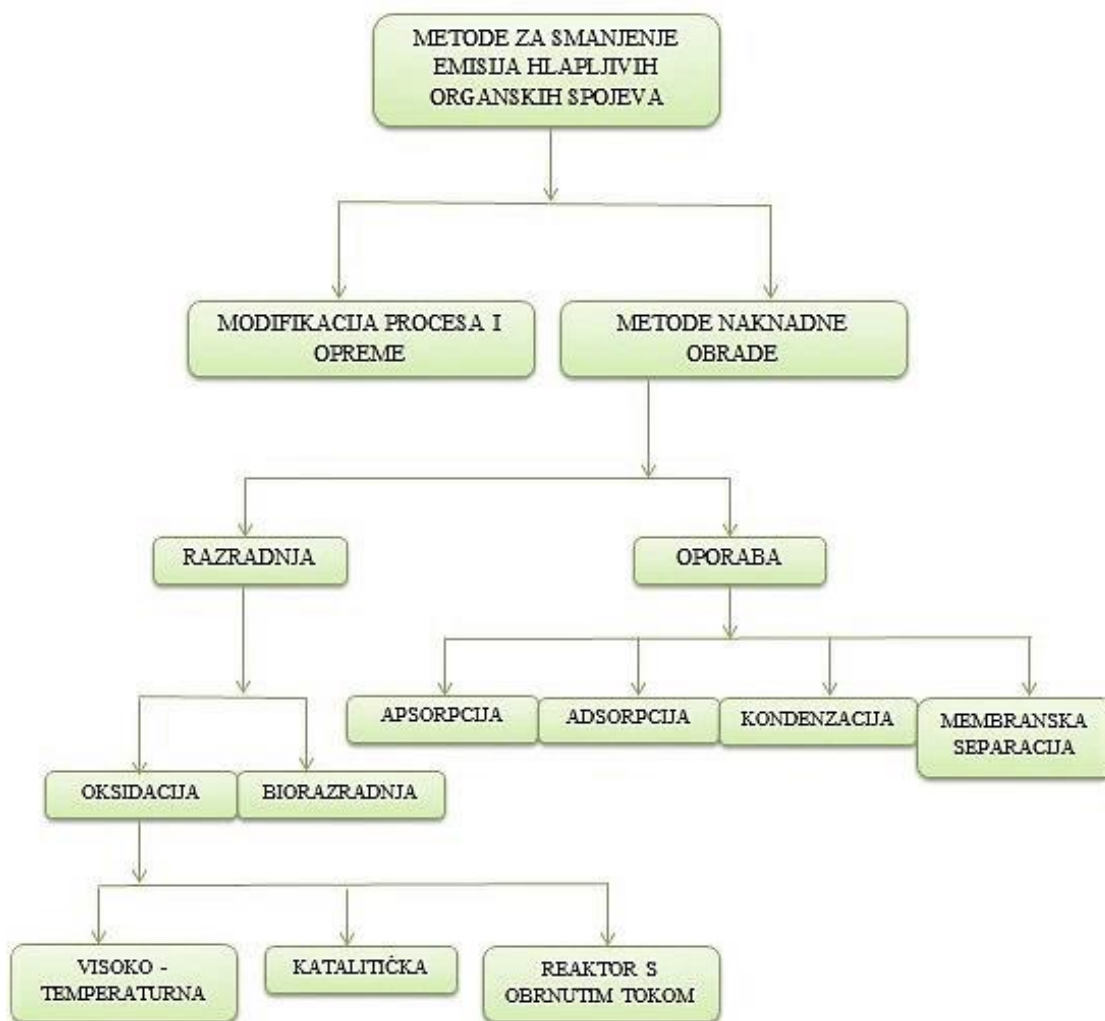 METODE ZA SMANJENJE
EMISIJA HLAPLJIVIH
ORGANSKIH SPOJEVA
MODIFIKACIJA PROCESA I
OPREME
METODE NAKNADNE
OBRADE
RAZRADNJA
OPORABA
APSORPCIJA
ADSORPCIJA
KONDENZACIJA
MEMBRANSKA
SEPARACIJA
OKSIDACIJA
BIORAZRADNJA
VISOKO -
TEMPERATURNA
KATALITIČKA
REAKTOR S
OBRNUTIM TOKOM